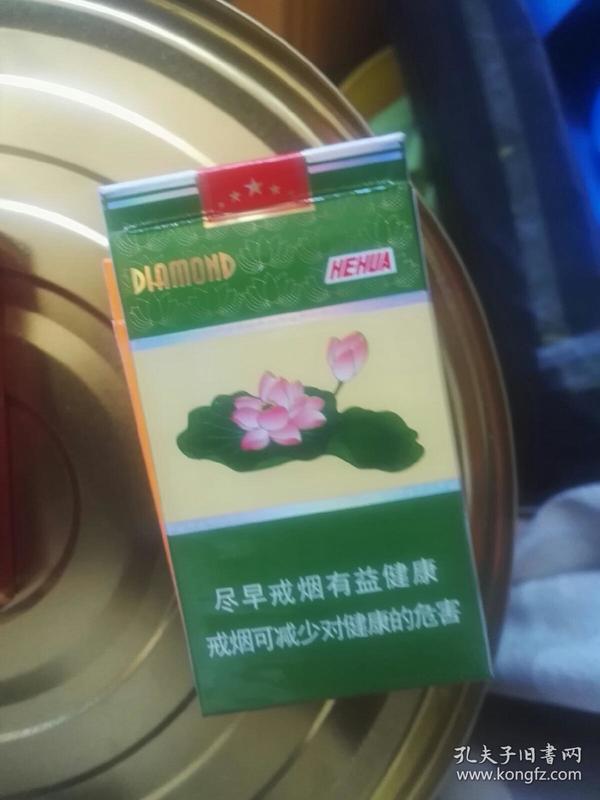 DIAMOND
HEHUA
尽早戒烟有益健康
戒烟可减少对健康的危害
孔夫子旧書网
www.kongfz.com